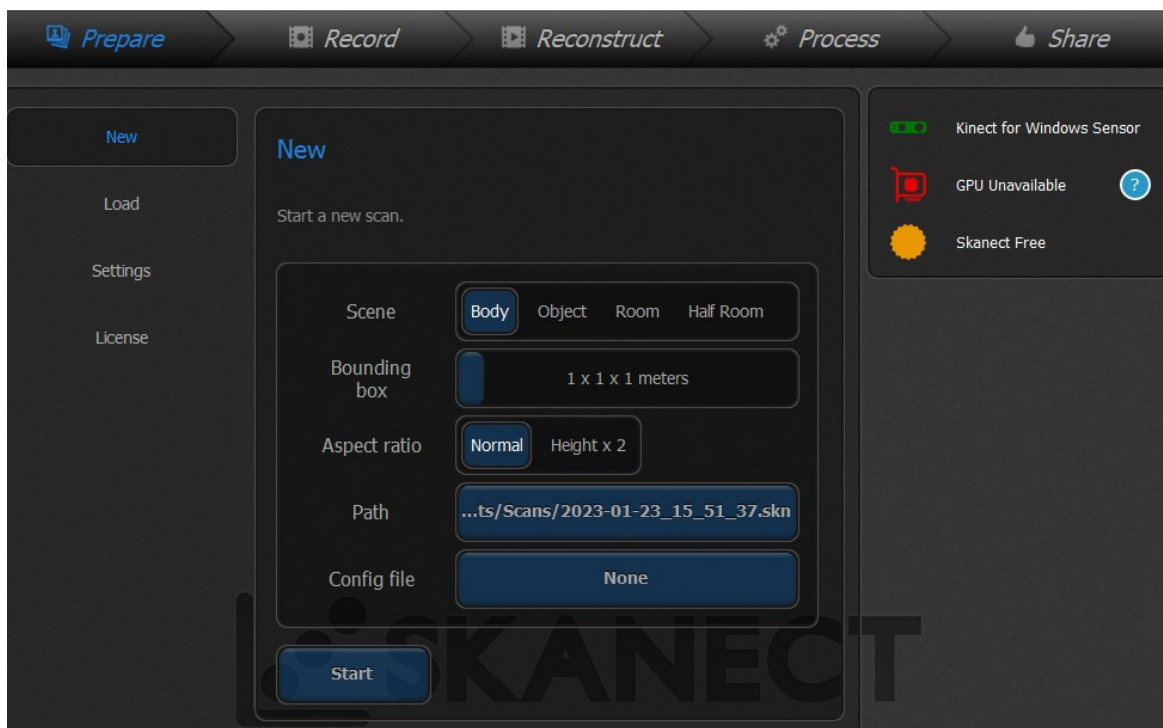 Prepare
Record
Reconstruct
Process
Share
New
Load
Settings
License
New
Start a new scan.
Scene
Body
Object
Room
Half Room
Bounding
box
1 x 1 x 1 meters
Aspect ratio
Normal
Height x 2
Path
...ts/Scans/2023-01-23_15_51_37.skn
Config file
None
Start
SKANECT
Kinect for Windows Sensor
GPU Unavailable
?
Skanect Free